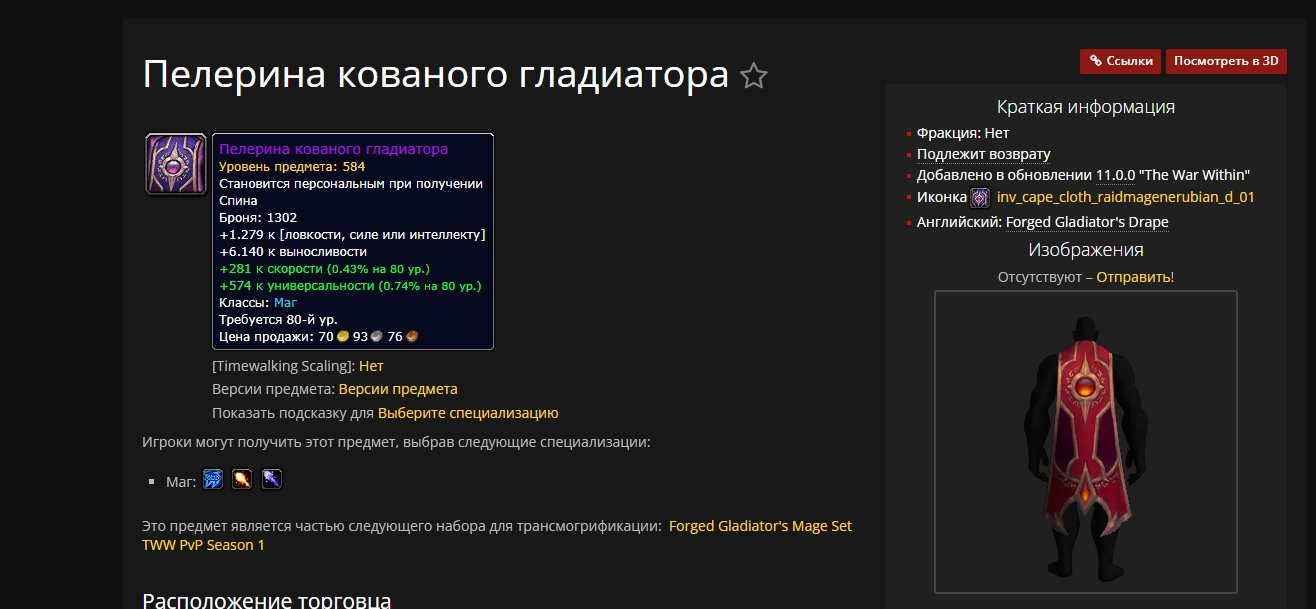 Пелерина кованого гладиатора
Ссылки
Посмотреть в 3D
Пелерина кованого гладиатора
Уровень предмета: 584
Становится персональным при получении
Спина
Броня: 1302
+1.279 к [ловкости, силе или интеллекту]
+6.140 к выносливости
+281 к скорости (0.43% на 80 ур.)
+574 к универсальности (0.74% на 80 ур.)
Классы: Маг
Требуется 80-й ур.
Цена продажи: 70 93 76
[Timewalking Scaling]: Нет
Версии предмета: Версии предмета
Показать подсказку для Выберите специализацию
Игроки могут получить этот предмет, выбрав следующие специализации:
Маг:
Это предмет является частью следующего набора для трансмогрификации: Forged Gladiator's Mage Set
TWW PvP Season 1
Расположение торговца
Краткая информация
Фракция: Нет
Подлежит возврату
Добавлено в обновлении 11.0.0 "The War Within"
Иконка inv_cape_cloth_raidmagenerubian_d_01
Английский: Forged Gladiator's Drape
Изображения
Отсутствуют – Отправить!